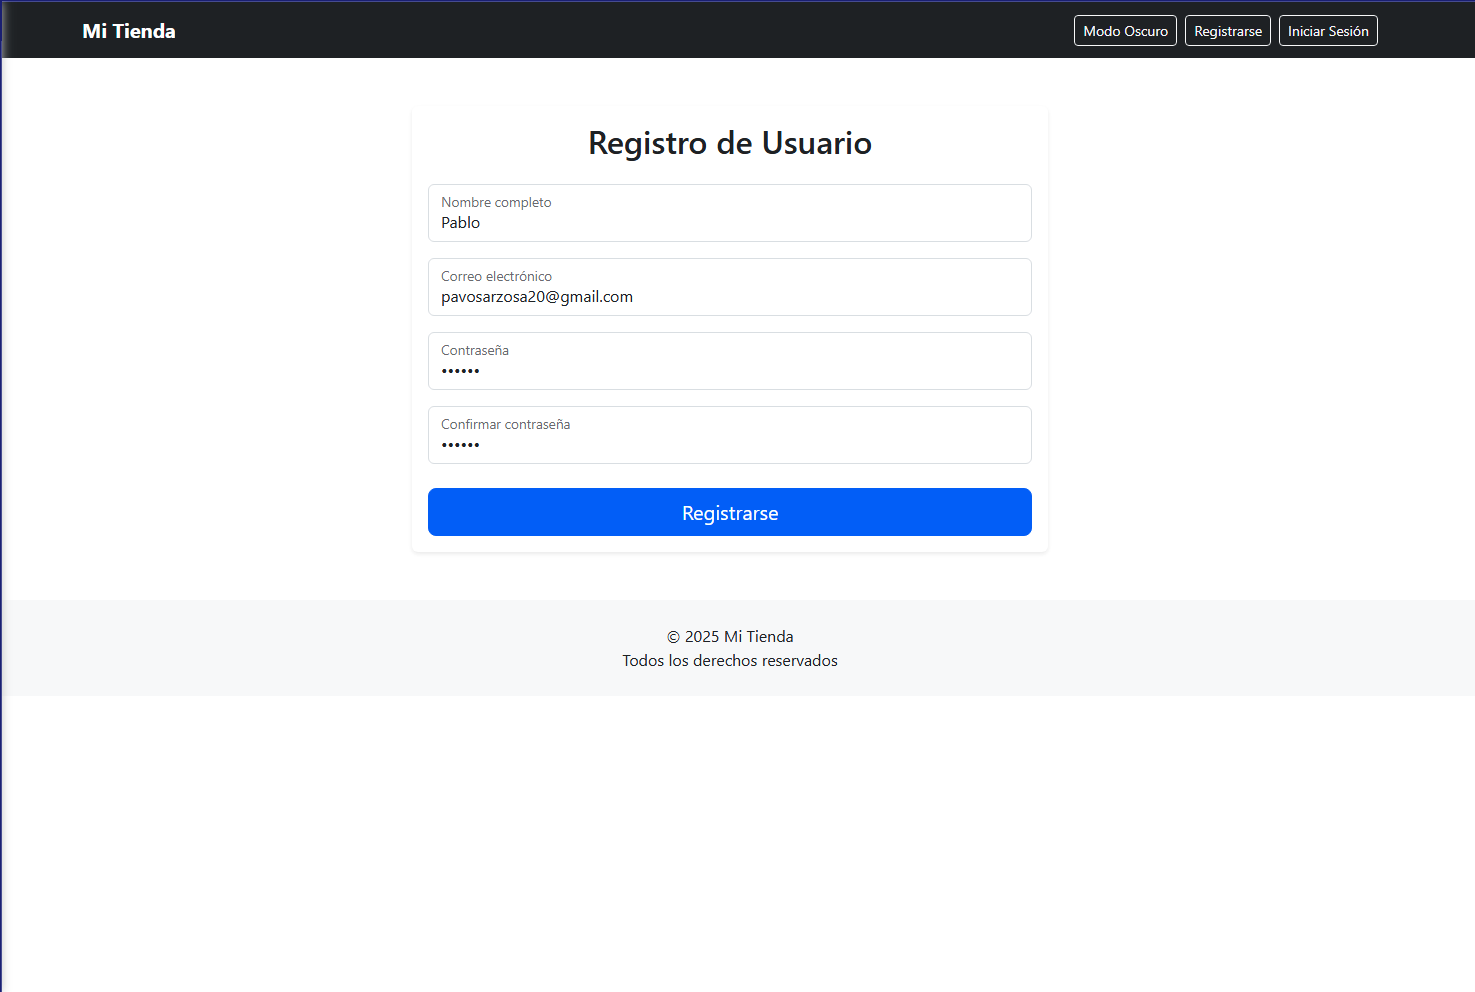 Mi Tienda
Modo Oscuro
Registrarse
Iniciar Sesión
Registro de Usuario
Nombre completo
Pablo
Correo electrónico
pavosarzosa20@gmail.com
Contraseña
••••••
Confirmar contraseña
••••••
Registrarse
© 2025 Mi Tienda
Todos los derechos reservados